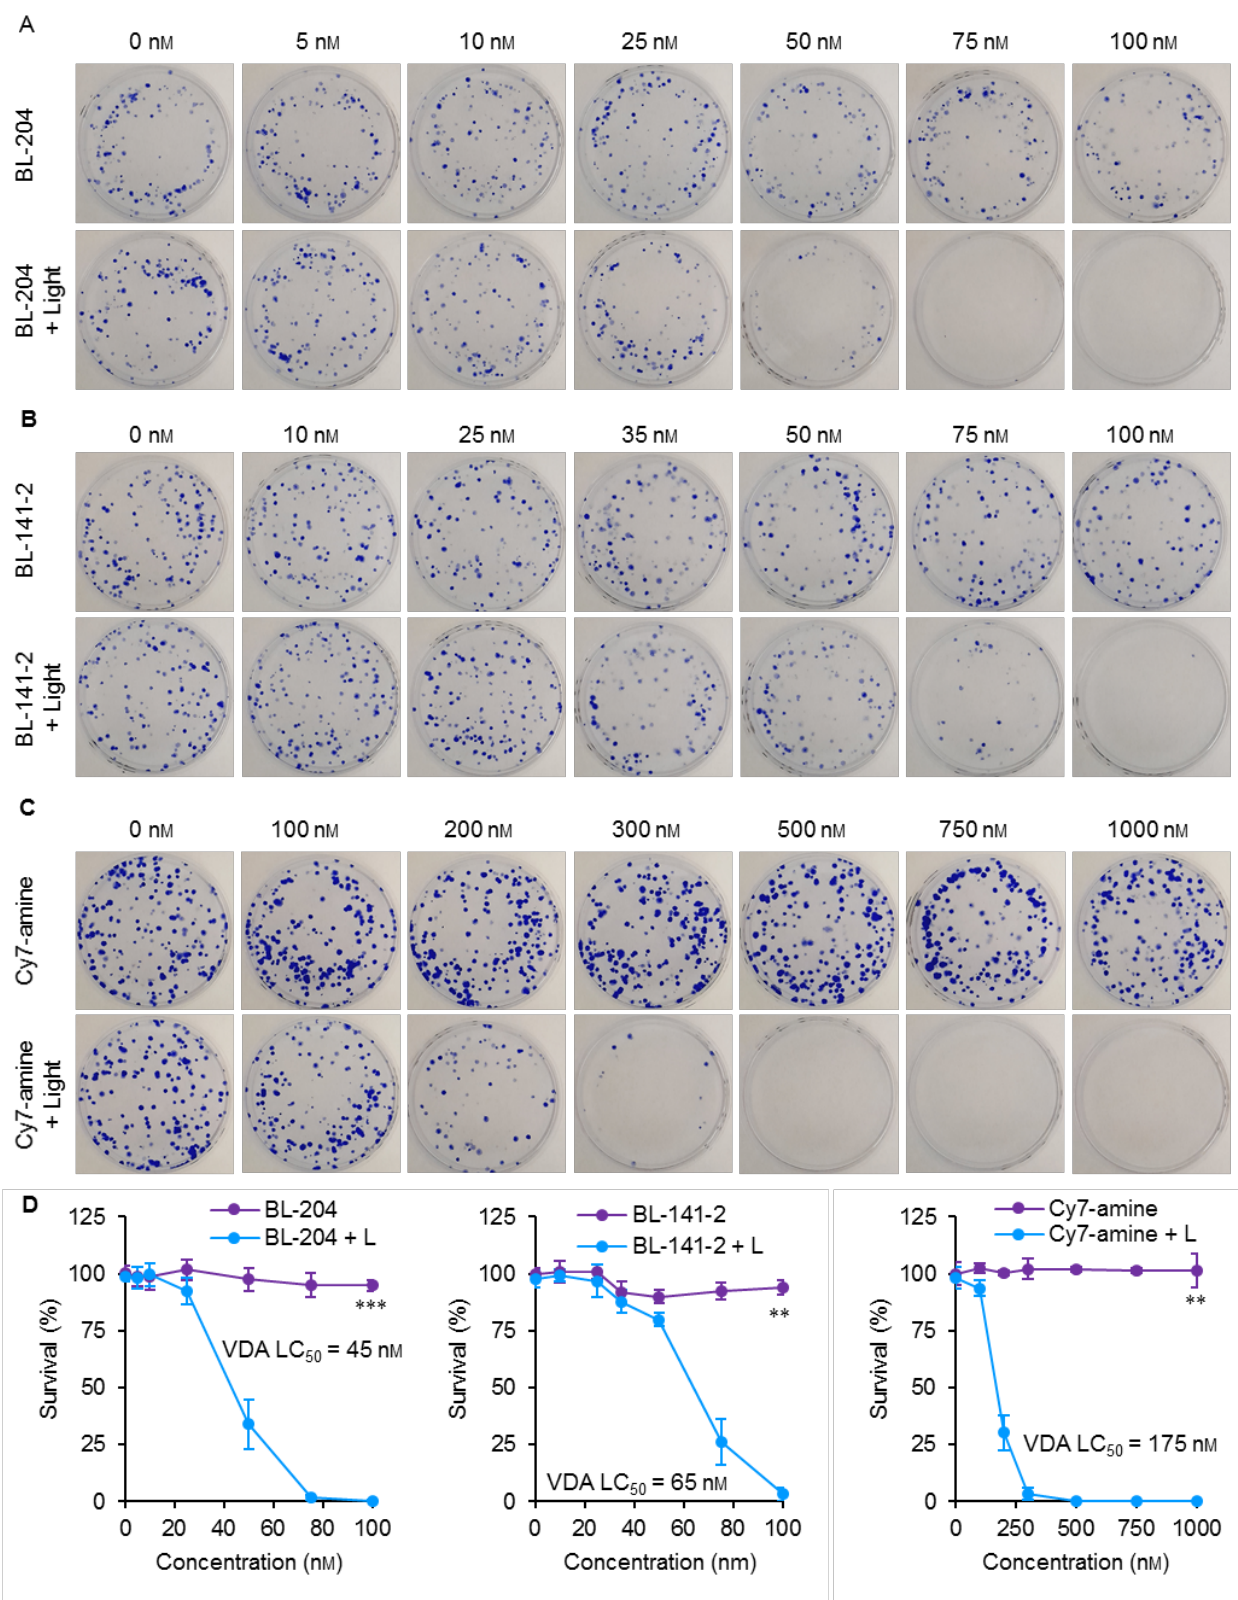 A
0 nM 5 nM 10 nM 25 nM 50 nM 75 nM 100 nM
BL-204
BL-204
+ Light
B
0 nM 10 nM 25 nM 35 nM 50 nM 75 nM 100 nM
BL-141-2
BL-141-2
+ Light
C
0 nM 100 nM 200 nM 300 nM 500 nM 750 nM 1000 nM
Cy7-amine
Cy7-amine
+ Light
D
BL-204
BL-204 + L
125
100
75
50
25
0
Survival (%)
***
VDA LC50 = 45 nM
0 20 40 60 80 100
Concentration (nM)
BL-141-2
BL-141-2 + L
125
100
75
50
25
0
Survival (%)
**
VDA LC50 = 65 nM
0 20 40 60 80 100
Concentration (nm)
Cy7-amine
Cy7-amine + L
125
100
75
50
25
0
Survival (%)
**
VDA LC50 = 175 nM
0 250 500 750 1000
Concentration (nM)